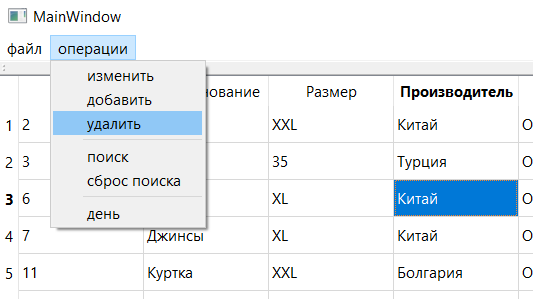 MainWindow
файл операции
изменить
добавить
удалить
поиск
сброс поиска
день
нование Размер Производитель
1 2 XXL Китай О
2 3 35 Турция О
3 6 XL Китай О
4 7 Джинсы XL Китай О
5 11 Куртка XXL Болгария О